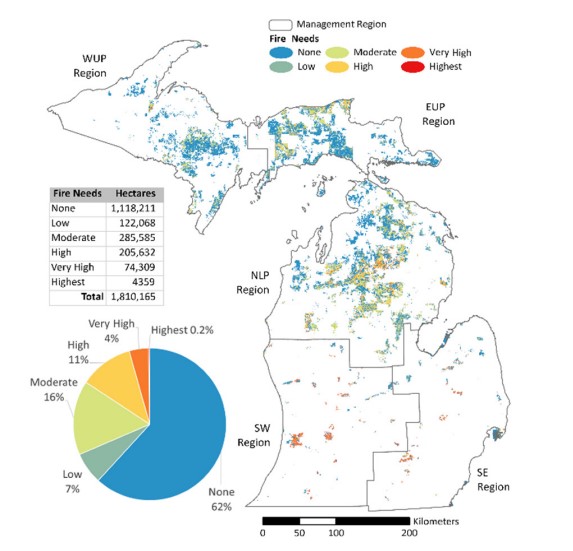 Management Region
Fire Needs
None Moderate Very High
Low High Highest
WUP
Region
EUP
Region
Fire Needs Hectares
None 1,118,211
Low 122,068
Moderate 285,585
High 205,632
Very High 74,309
Highest 4359
Total 1,810,165
NLP
Region
Very High
4%
Highest 0.2%
High
11%
Moderate
16%
Low
7%
None
62%
SW
Region
SE
Region
0 50 100 200
Kilometers